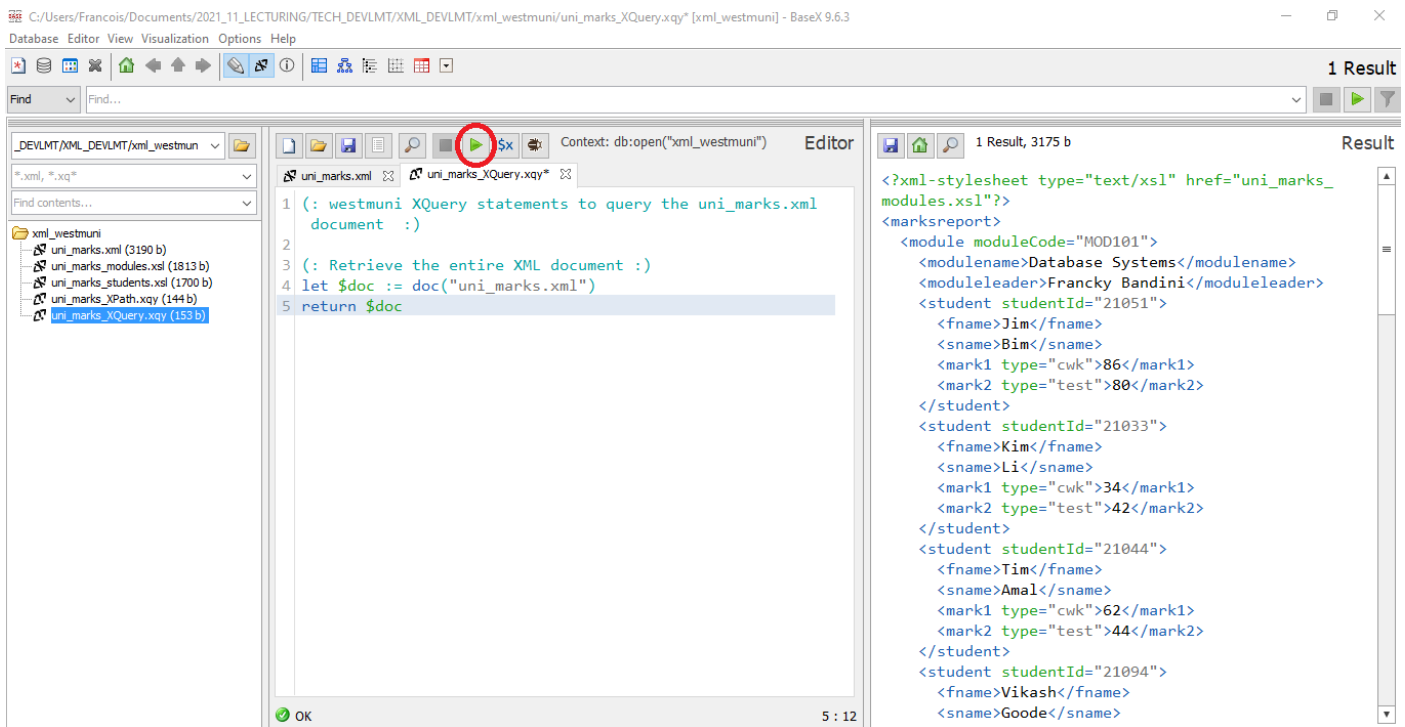 C:/Users/Francois/Documents/2021_11_LECTURING/TECH_DEVLMT/XML_DEVLMT/xml_westmuni/uni_marks_XQuery.xqy* [xml_westmuni] - BaseX 9.6.3
Database Editor View Visualization Options Help
1 Result
Find Find...
_DEVLMT/XML_DEVLMT/xml_westmun
*.xml, *.xq*
Find contents...
xml_westmuni
uni_marks.xml (3190 b)
uni_marks_modules.xsl (1813 b)
uni_marks_students.xsl (1700 b)
uni_marks_XPath.xqy (144 b)
uni_marks_XQuery.xqy (153 b)
$x Context: db:open("xml_westmuni") Editor
uni_marks.xml uni_marks_XQuery.xqy*
1 (: westmuni XQuery statements to query the uni_marks.xml
document :)
2
3 (: Retrieve the entire XML document :)
4 let $doc := doc("uni_marks.xml")
5 return $doc
OK 5 : 12
1 Result, 3175 b Result
<?xml-stylesheet type="text/xsl" href="uni_marks_
modules.xsl"?>
<marksreport>
<module moduleCode="MOD101">
<modulename>Database Systems</modulename>
<moduleleader>Francky Bandini</moduleleader>
<student studentId="21051">
<fname>Jim</fname>
<sname>Bim</sname>
<mark1 type="cwk">86</mark1>
<mark2 type="test">80</mark2>
</student>
<student studentId="21033">
<fname>Kim</fname>
<sname>Li</sname>
<mark1 type="cwk">34</mark1>
<mark2 type="test">42</mark2>
</student>
<student studentId="21044">
<fname>Tim</fname>
<sname>Amal</sname>
<mark1 type="cwk">62</mark1>
<mark2 type="test">44</mark2>
</student>
<student studentId="21094">
<fname>Vikash</fname>
<sname>Goode</sname>